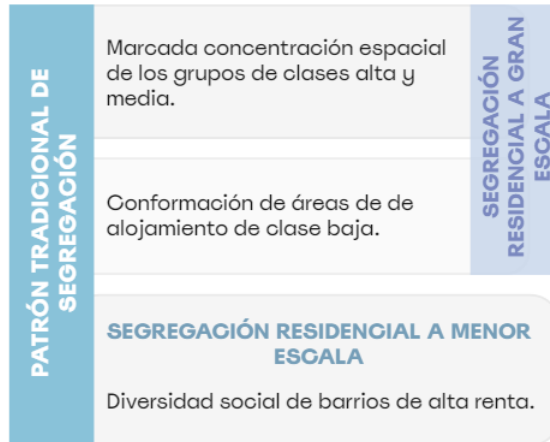 PATRÓN TRADICIONAL DE
SEGREGACIÓN
Marcada concentración espacial
de los grupos de clases alta y
media.
Conformación de áreas de de
alojamiento de clase baja.
SEGREGACIÓN
RESIDENCIAL A GRAN
ESCALA
SEGREGACIÓN RESIDENCIAL A MENOR
ESCALA
Diversidad social de barrios de alta renta.